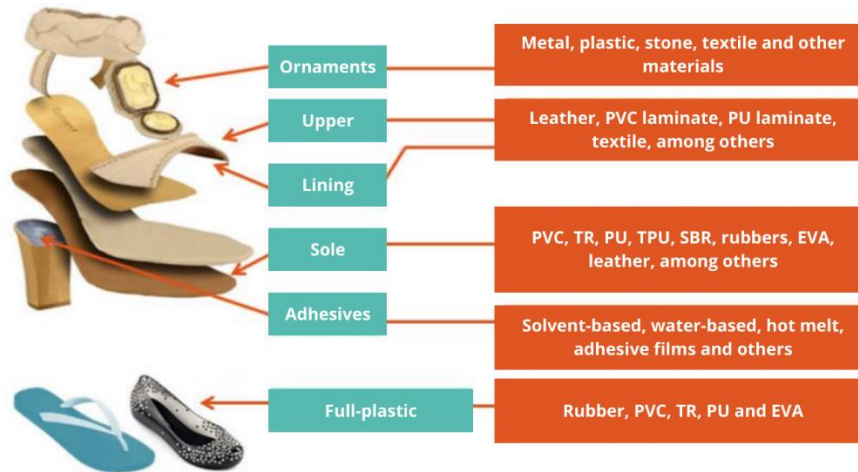 Ornaments
Metal, plastic, stone, textile and other
materials
Upper
Leather, PVC laminate, PU laminate,
textile, among others
Lining
Sole
PVC, TR, PU, TPU, SBR, rubbers, EVA,
leather, among others
Adhesives
Solvent-based, water-based, hot melt,
adhesive films and others
Full-plastic
Rubber, PVC, TR, PU and EVA